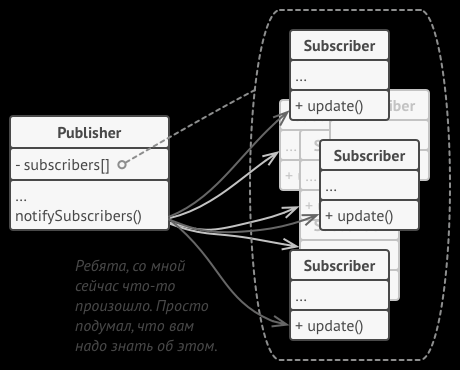 Subscriber
...
+ update()
Publisher
- subscribers[]
...
notifySubscribers()
Subscriber
...
+ update()
Subscriber
...
+ update()
Ребята, со мной
сейчас что-то
произошло. Просто
подумал, что вам
надо знать об этом.